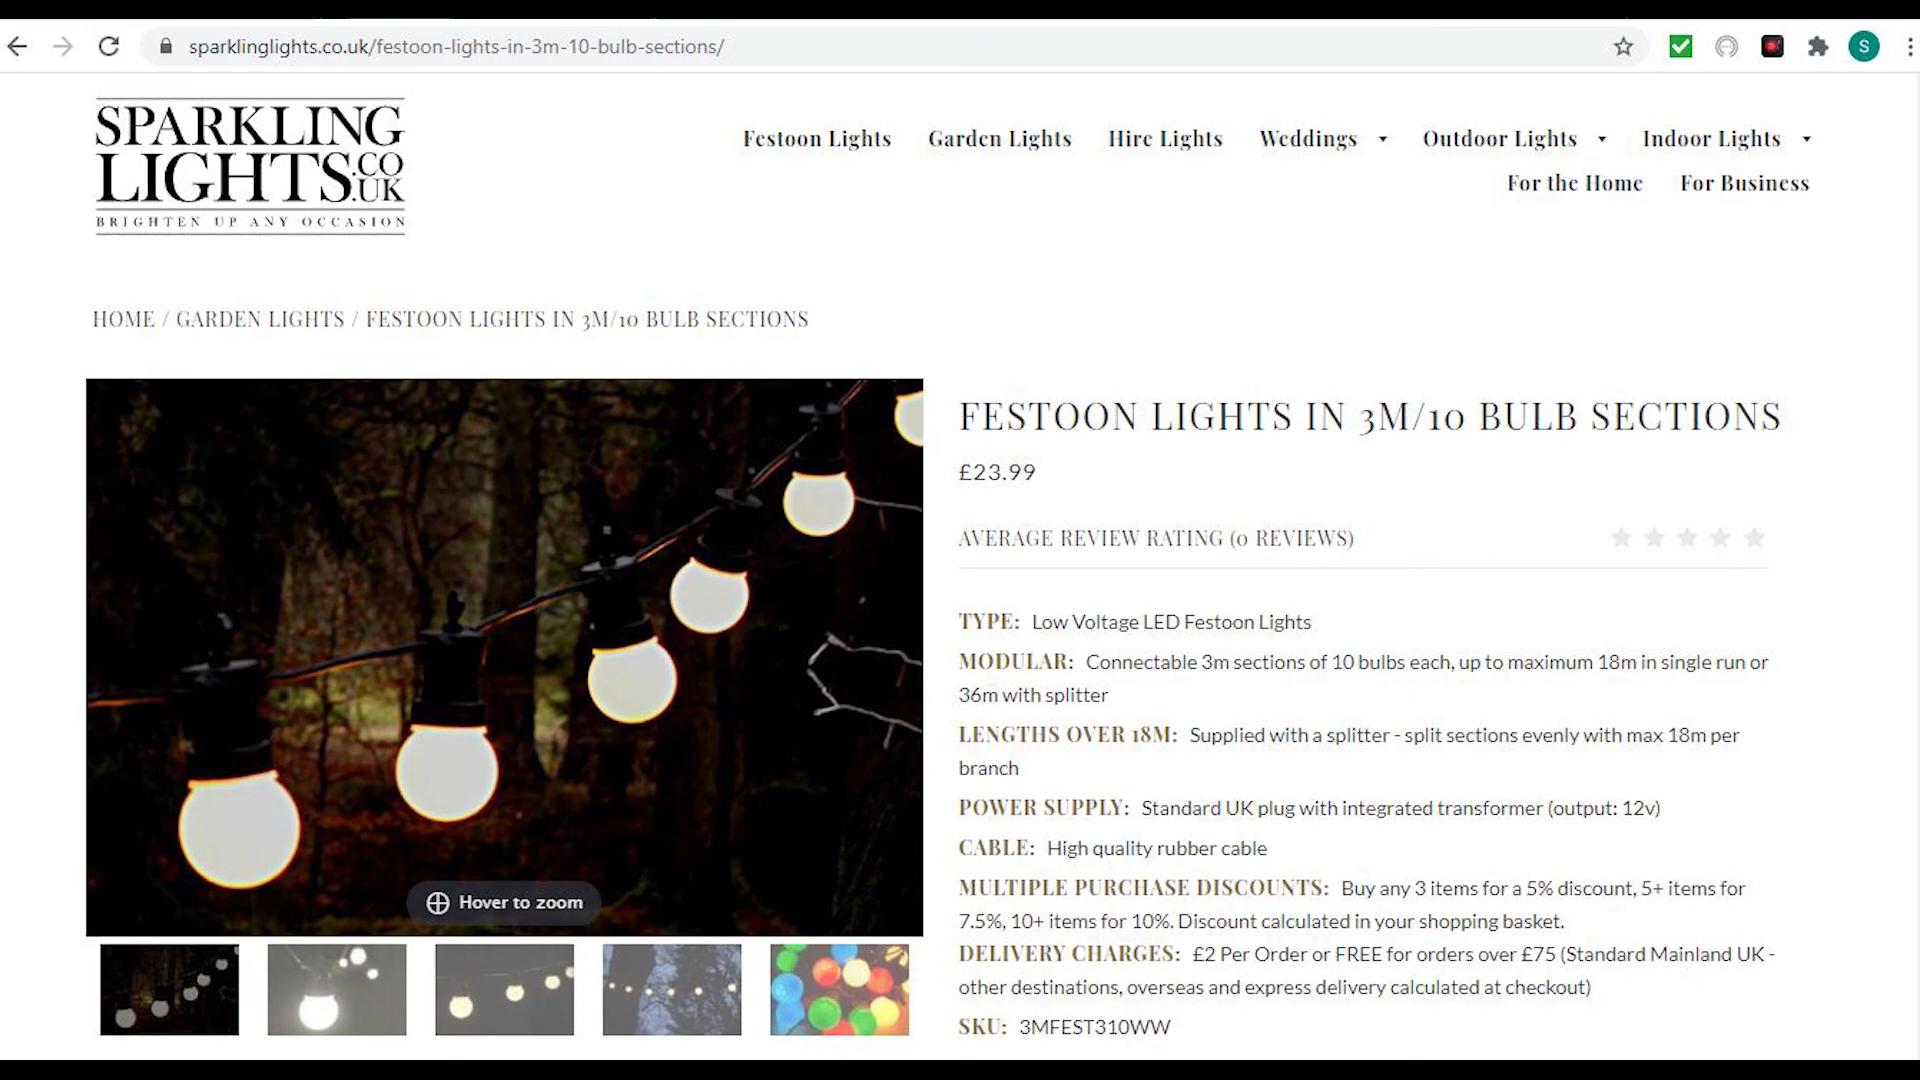 sparklinglights.co.uk/festoon-lights-in-3m-10-bulb-sections/
S
SPARKLING
LIGHTS.CO
.UK
BRIGHTEN UP ANY OCCASION
Festoon Lights Garden Lights Hire Lights Weddings Outdoor Lights Indoor Lights
For the Home For Business
HOME / GARDEN LIGHTS / FESTOON LIGHTS IN 3M/10 BULB SECTIONS
Hover to zoom
FESTOON LIGHTS IN 3M/10 BULB SECTIONS
£23.99
AVERAGE REVIEW RATING (0 REVIEWS)
TYPE: Low Voltage LED Festoon Lights
MODULAR: Connectable 3m sections of 10 bulbs each, up to maximum 18m in single run or
36m with splitter
LENGTHS OVER 18M: Supplied with a splitter - split sections evenly with max 18m per
branch
POWER SUPPLY: Standard UK plug with integrated transformer (output: 12v)
CABLE: High quality rubber cable
MULTIPLE PURCHASE DISCOUNTS: Buy any 3 items for a 5% discount, 5+ items for
7.5%, 10+ items for 10%. Discount calculated in your shopping basket.
DELIVERY CHARGES: £2 Per Order or FREE for orders over £75 (Standard Mainland UK -
other destinations, overseas and express delivery calculated at checkout)
SKU: 3MFEST310WW